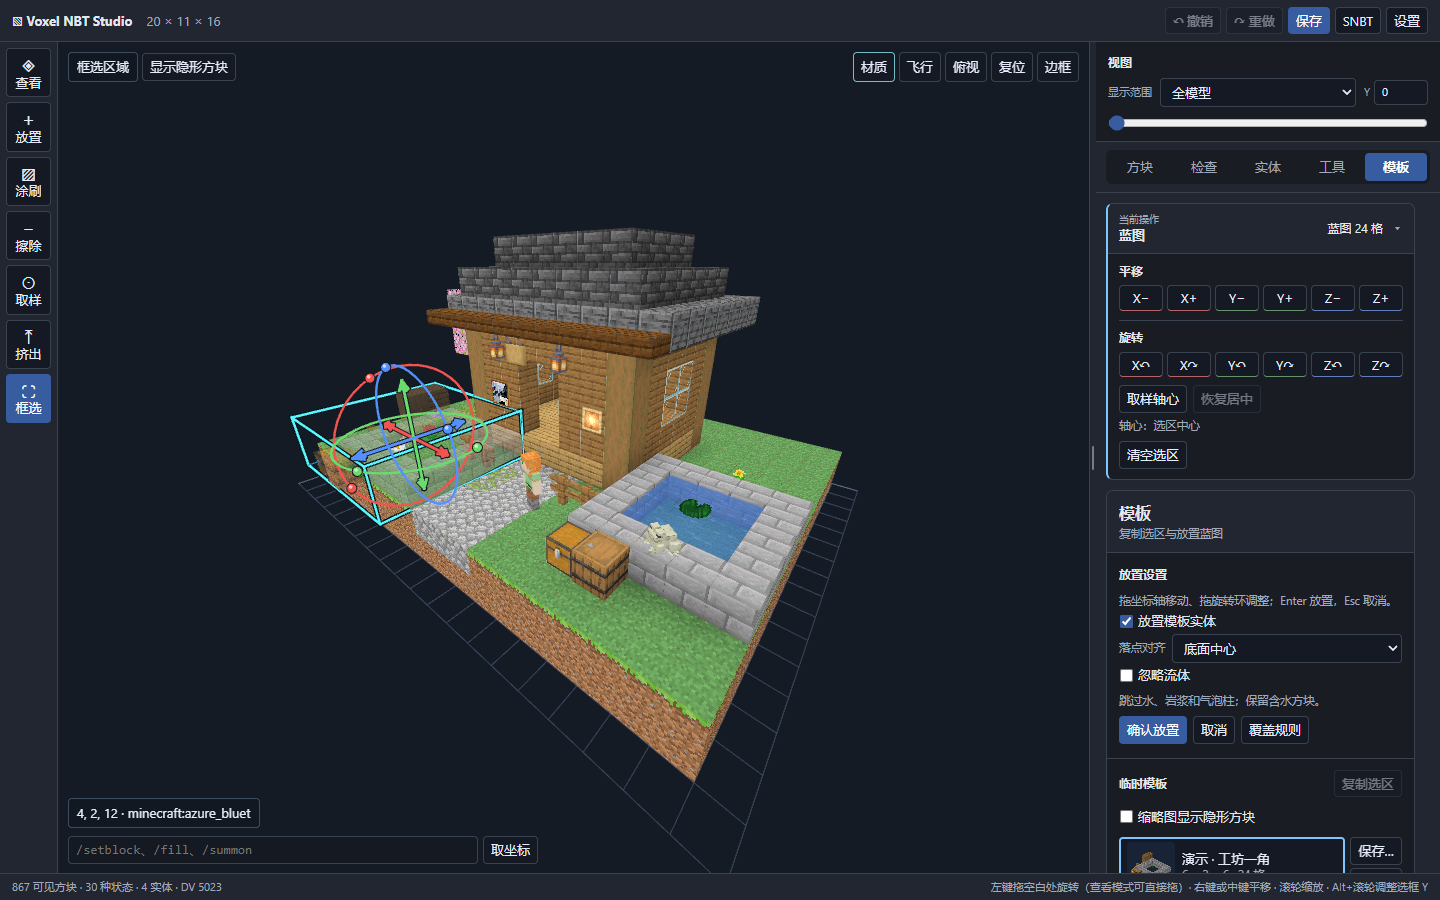 Voxel NBT Studio 20 × 11 × 16
撤销 重做 保存 SNBT 设置
查看
放置
涂刷
擦除
取样
挤出
框选
框选区域 显示隐形方块
材质 飞行 俯视 复位 边框
4, 2, 12 · minecraft:azure_bluet
/setblock、/fill、/summon 取坐标
视图
显示范围 全模型 Y 0
方块 检查 实体 工具 模板
当前操作
蓝图 蓝图 24 格
平移
X− X+ Y− Y+ Z− Z+
旋转
X↶ X↷ Y↶ Y↷ Z↶ Z↷
取样轴心 恢复居中
轴心：选区中心
清空选区
模板
复制选区与放置蓝图
放置设置
拖坐标轴移动、拖旋转环调整；Enter 放置，Esc 取消。
放置模板实体
落点对齐 底面中心
忽略流体
跳过水、岩浆和气泡柱；保留含水方块。
确认放置 取消 覆盖规则
临时模板 复制选区
缩略图显示隐形方块
演示 · 工坊一角 保存...
867 可见方块 · 30 种状态 · 4 实体 · DV 5023
左键拖空白处旋转（查看模式可直接拖） · 右键或中键平移 · 滚轮缩放 · Alt+滚轮调整选框 Y